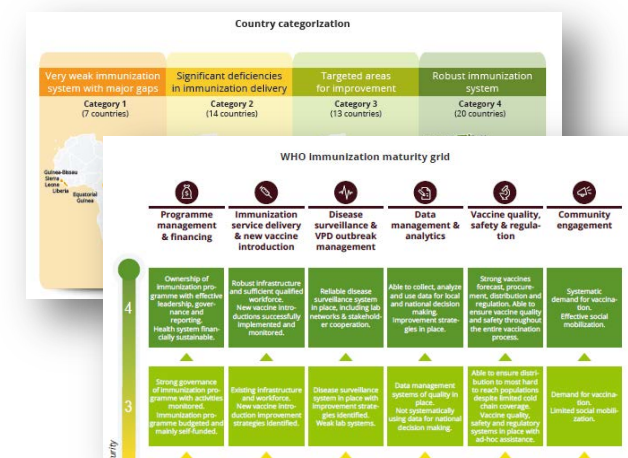 Country categorization
Very weak immunization
system with major gaps
Category 1
(7 countries)
Significant deficiencies
in immunization delivery
Category 2
(14 countries)
Targeted areas
for improvement
Category 3
(13 countries)
Robust immunization
system
Category 4
(20 countries)
Guinea-Bissau
Sierra
Leone
Liberia
Equatorial
Guinea
WHO Immunization maturity grid
Programme
management
& financing
Immunization
service delivery
& new vaccine
introduction
Disease
surveillance &
VPD outbreak
management
Data
management &
analytics
Vaccine quality,
safety & regula-
tion
Community
engagement
4
Ownership of
immunization pro-
gramme with effective
leadership, gover-
nance and
reporting.
Health system finan-
cially sustainable.
Robust infrastructure
and sufficient qualified
workforce.
New vaccine intro-
ductions successfully
implemented and
monitored.
Reliable disease
surveillance system
in place, including lab
networks & stakehold-
er cooperation.
Able to collect, analyze
and use data for local
and national decision
making.
Improvement strate-
gies in place.
Strong vaccines
forecast, procure-
ment, distribution and
regulation. Able to
ensure vaccine quality
and safety throughout
the entire vaccination
process.
Systematic
demand for vaccina-
tion.
Effective social
mobilization.
3
Strong governance
of immunization pro-
gramme with activities
monitored.
Immunization pro-
gramme budgeted and
mainly self-funded.
Existing infrastructure
and workforce.
New vaccine intro-
duction improvement
strategies identified.
Disease surveillance
system in place with
improvement strate-
gies identified.
Weak lab systems.
Data management
systems of quality in
place.
Not systematically
using data for national
decision making.
Able to ensure distri-
bution to most hard
to reach populations
despite limited cold
chain coverage.
Vaccine quality,
safety and regulatory
systems in place with
ad-hoc assistance.
Demand for vaccina-
tion.
Limited social mobili-
zation.